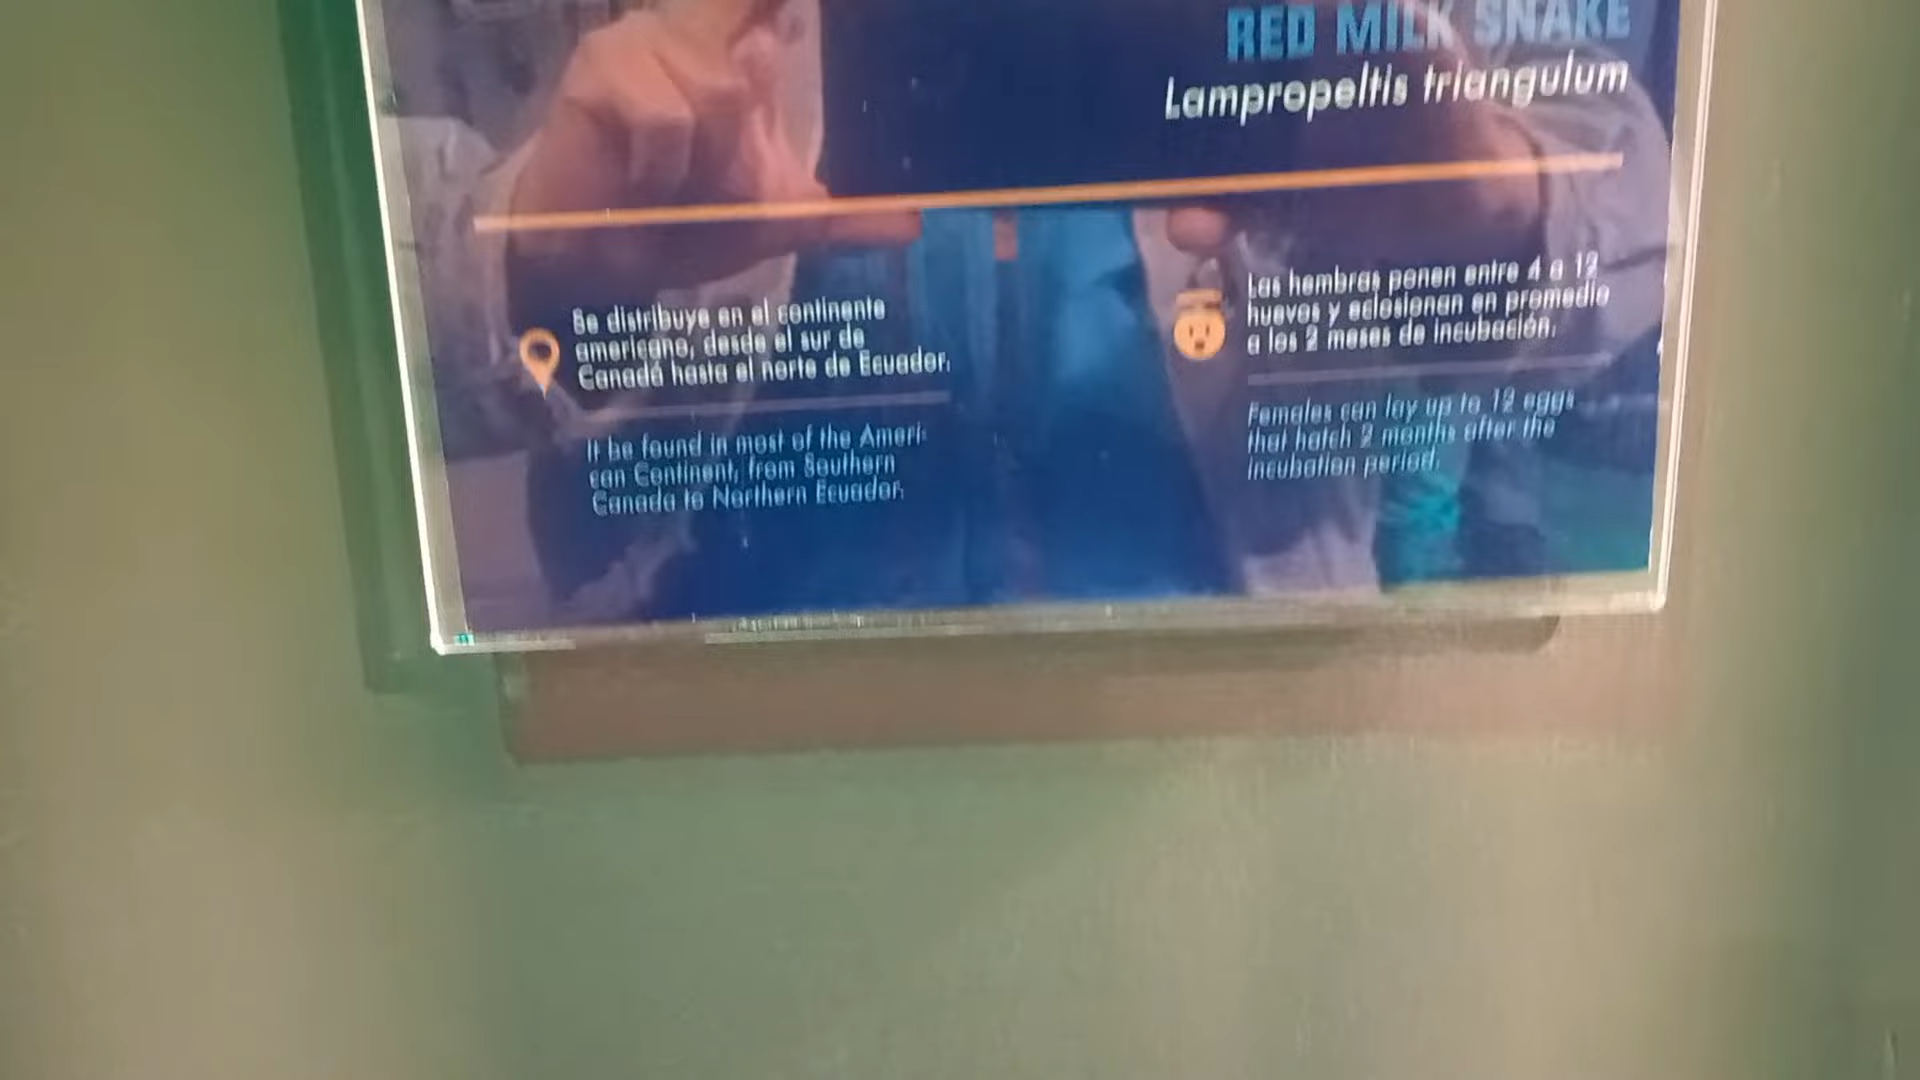 RED MILK SNAKE
Lampropeltis triangulum
Se distribuye en el continente
americano, desde el sur de
Canadá hasta el norte de Ecuador.
It be found in most of the Ameri-
can Continent, from Southern
Canada to Northern Ecuador.
Las hembras ponen entre 4 a 12
huevos y eclosionan en promedio
a los 2 meses de incubación.
Females can lay up to 12 eggs
that hatch 2 months after the
incubation period.